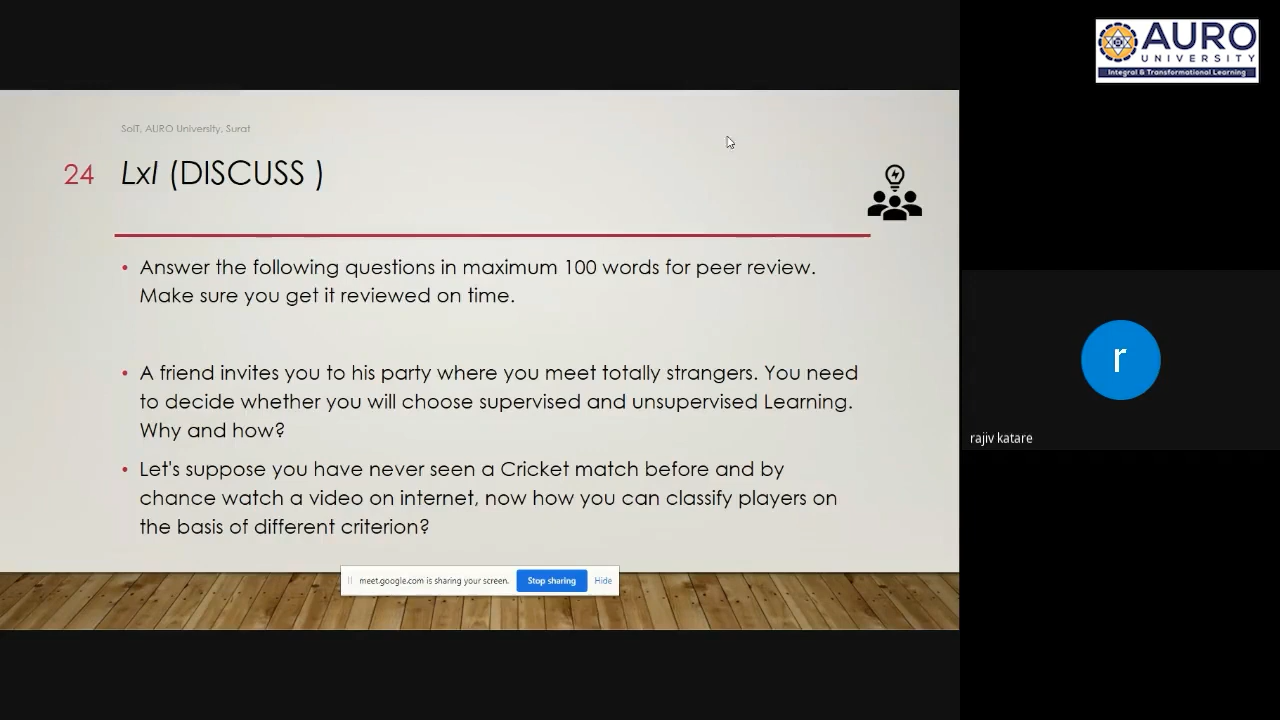 AURO
UNIVERSITY
Integral & Transformational Learning
SoIT, AURO University, Surat
24 LxI (DISCUSS )
• Answer the following questions in maximum 100 words for peer review.
Make sure you get it reviewed on time.
• A friend invites you to his party where you meet totally strangers. You need
to decide whether you will choose supervised and unsupervised Learning.
Why and how?
• Let's suppose you have never seen a Cricket match before and by
chance watch a video on internet, now how you can classify players on
the basis of different criterion?
meet.google.com is sharing your screen. Stop sharing Hide
r
rajiv katare